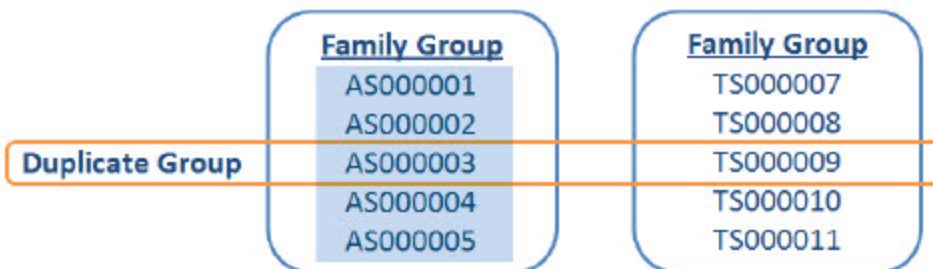 Family Group Family Group
AS000001 TS000007
AS000002 TS000008
Duplicate Group AS000003 TS000009
AS000004 TS000010
AS000005 TS000011